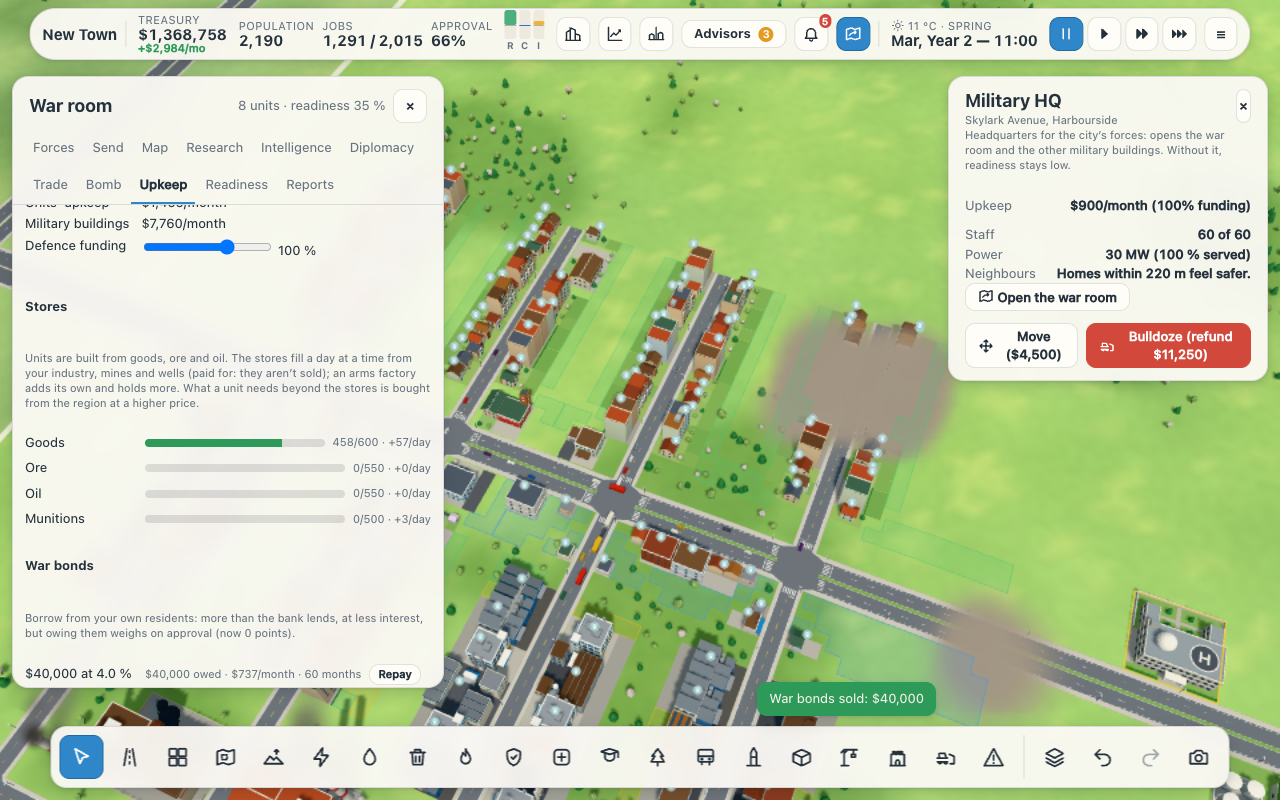 New Town
TREASURY
$1,368,758
+$2,984/mo
POPULATION
2,190
JOBS
1,291 / 2,015
APPROVAL
66%
R C I
Advisors 3
5
11 °C · SPRING
Mar, Year 2 — 11:00
War room
8 units · readiness 35 %
×
Forces Send Map Research Intelligence Diplomacy
Trade Bomb Upkeep Readiness Reports
Military buildings $7,760/month
Defence funding 100 %
Stores
Units are built from goods, ore and oil. The stores fill a day at a time from
your industry, mines and wells (paid for: they aren't sold); an arms factory
adds its own and holds more. What a unit needs beyond the stores is bought
from the region at a higher price.
Goods 458/600 · +57/day
Ore 0/550 · +0/day
Oil 0/550 · +0/day
Munitions 0/500 · +3/day
War bonds
Borrow from your own residents: more than the bank lends, at less interest,
but owing them weighs on approval (now 0 points).
$40,000 at 4.0 % $40,000 owed · $737/month · 60 months Repay
Military HQ
×
Skylark Avenue, Harbourside
Headquarters for the city's forces: opens the war
room and the other military buildings. Without it,
readiness stays low.
Upkeep $900/month (100% funding)
Staff 60 of 60
Power 30 MW (100 % served)
Neighbours Homes within 220 m feel safer.
Open the war room
Move
($4,500)
Bulldoze (refund
$11,250)
H
War bonds sold: $40,000